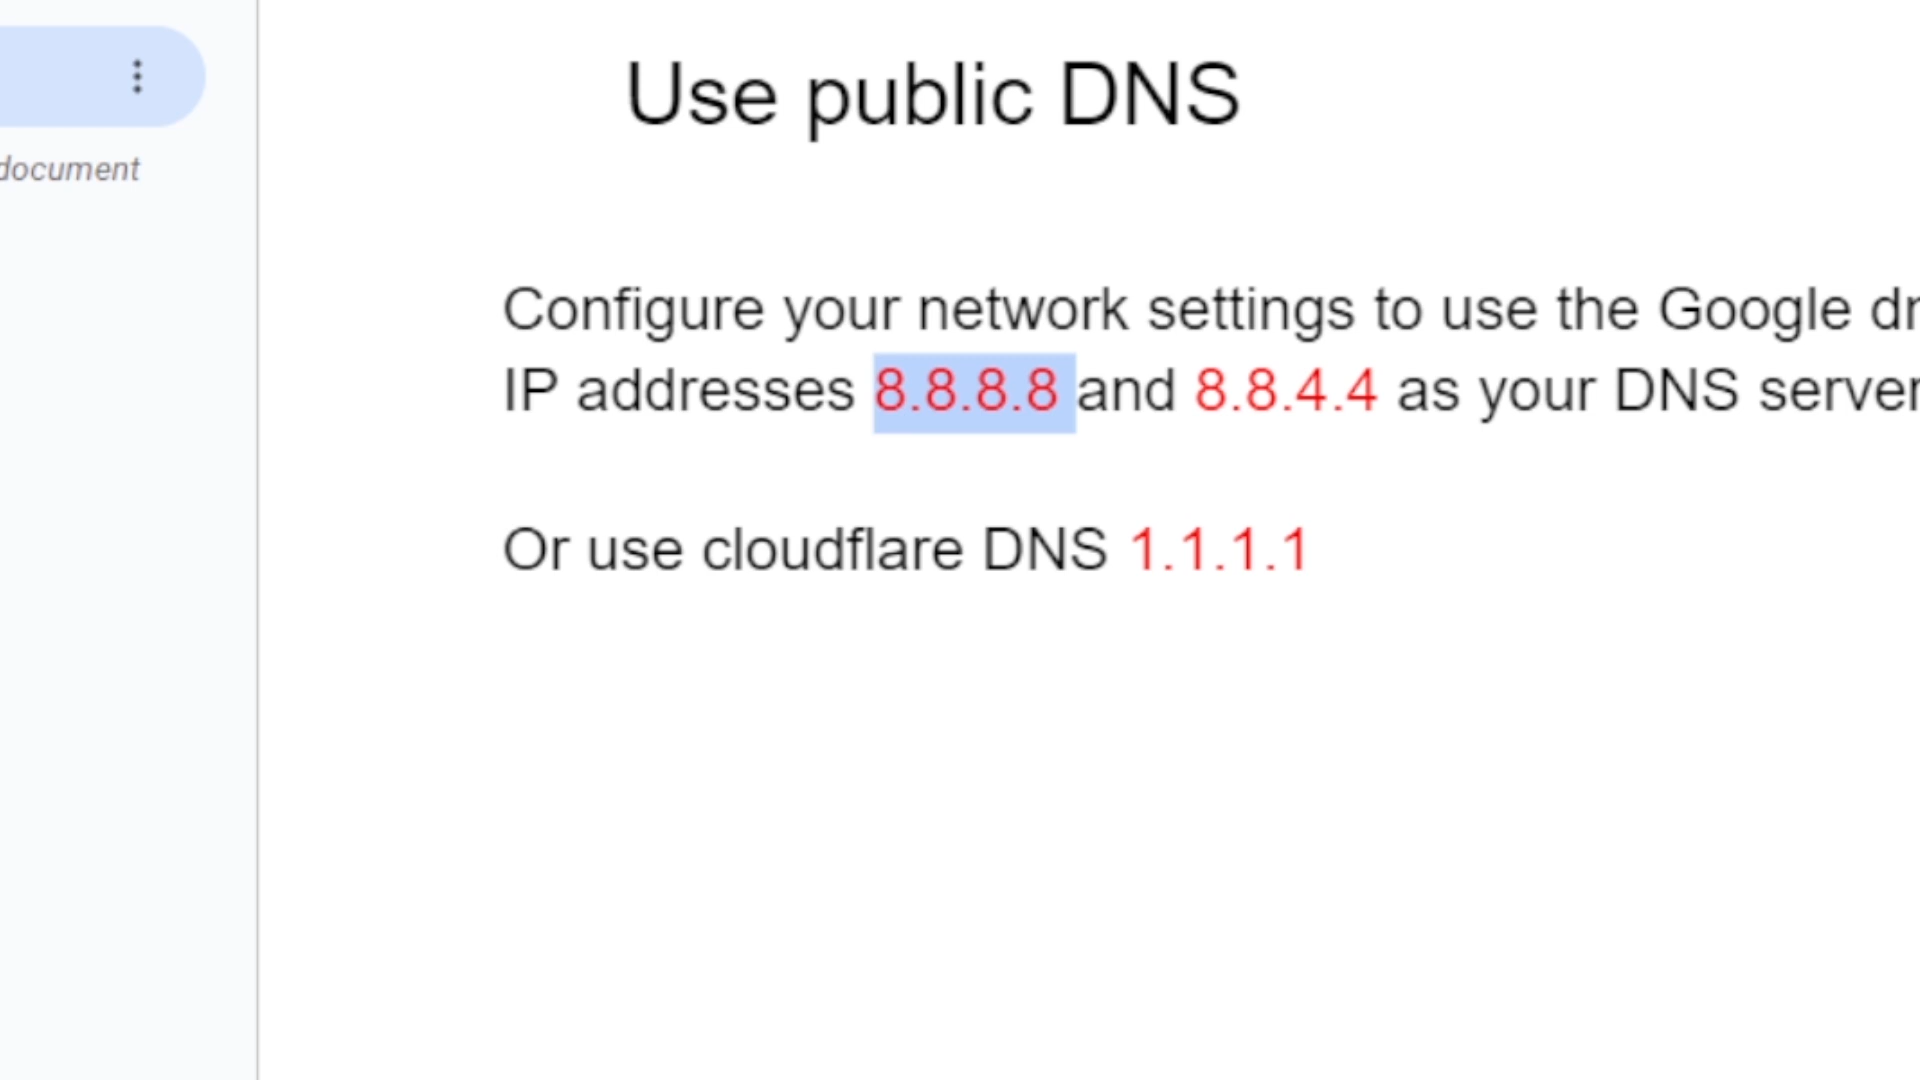 Use public DNS
document
Configure your network settings to use the Google
IP addresses 8.8.8.8 and 8.8.4.4 as your DNS
Or use cloudflare DNS 1.1.1.1